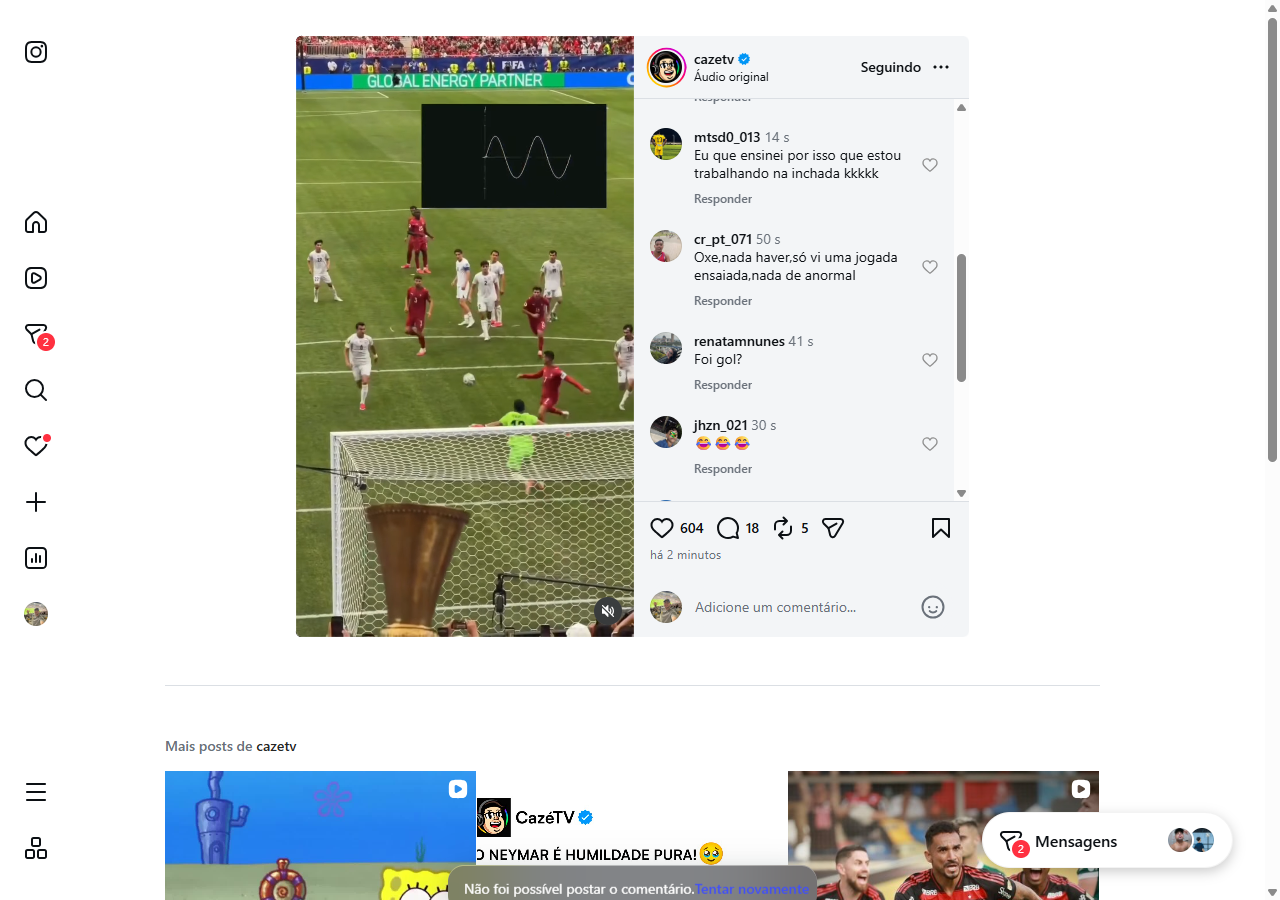 FIFA
GLOBAL ENERGY PARTNER
cazetv
Áudio original
Seguindo
Responder
mtsd0_013 14 s
Eu que ensinei por isso que estou
trabalhando na inchada kkkkk
Responder
cr_pt_071 50 s
Oxe,nada haver,só vi uma jogada
ensaiada,nada de anormal
Responder
renatamnunes 41 s
Foi gol?
Responder
jhzn_021 30 s
😂😂😂
Responder
604 18 5
há 2 minutos
Adicione um comentário...
2
Mais posts de cazetv
CazéTV
O NEYMAR É HUMILDADE PURA!🥹
Não foi possível postar o comentário.Tentar novamente
2
Mensagens